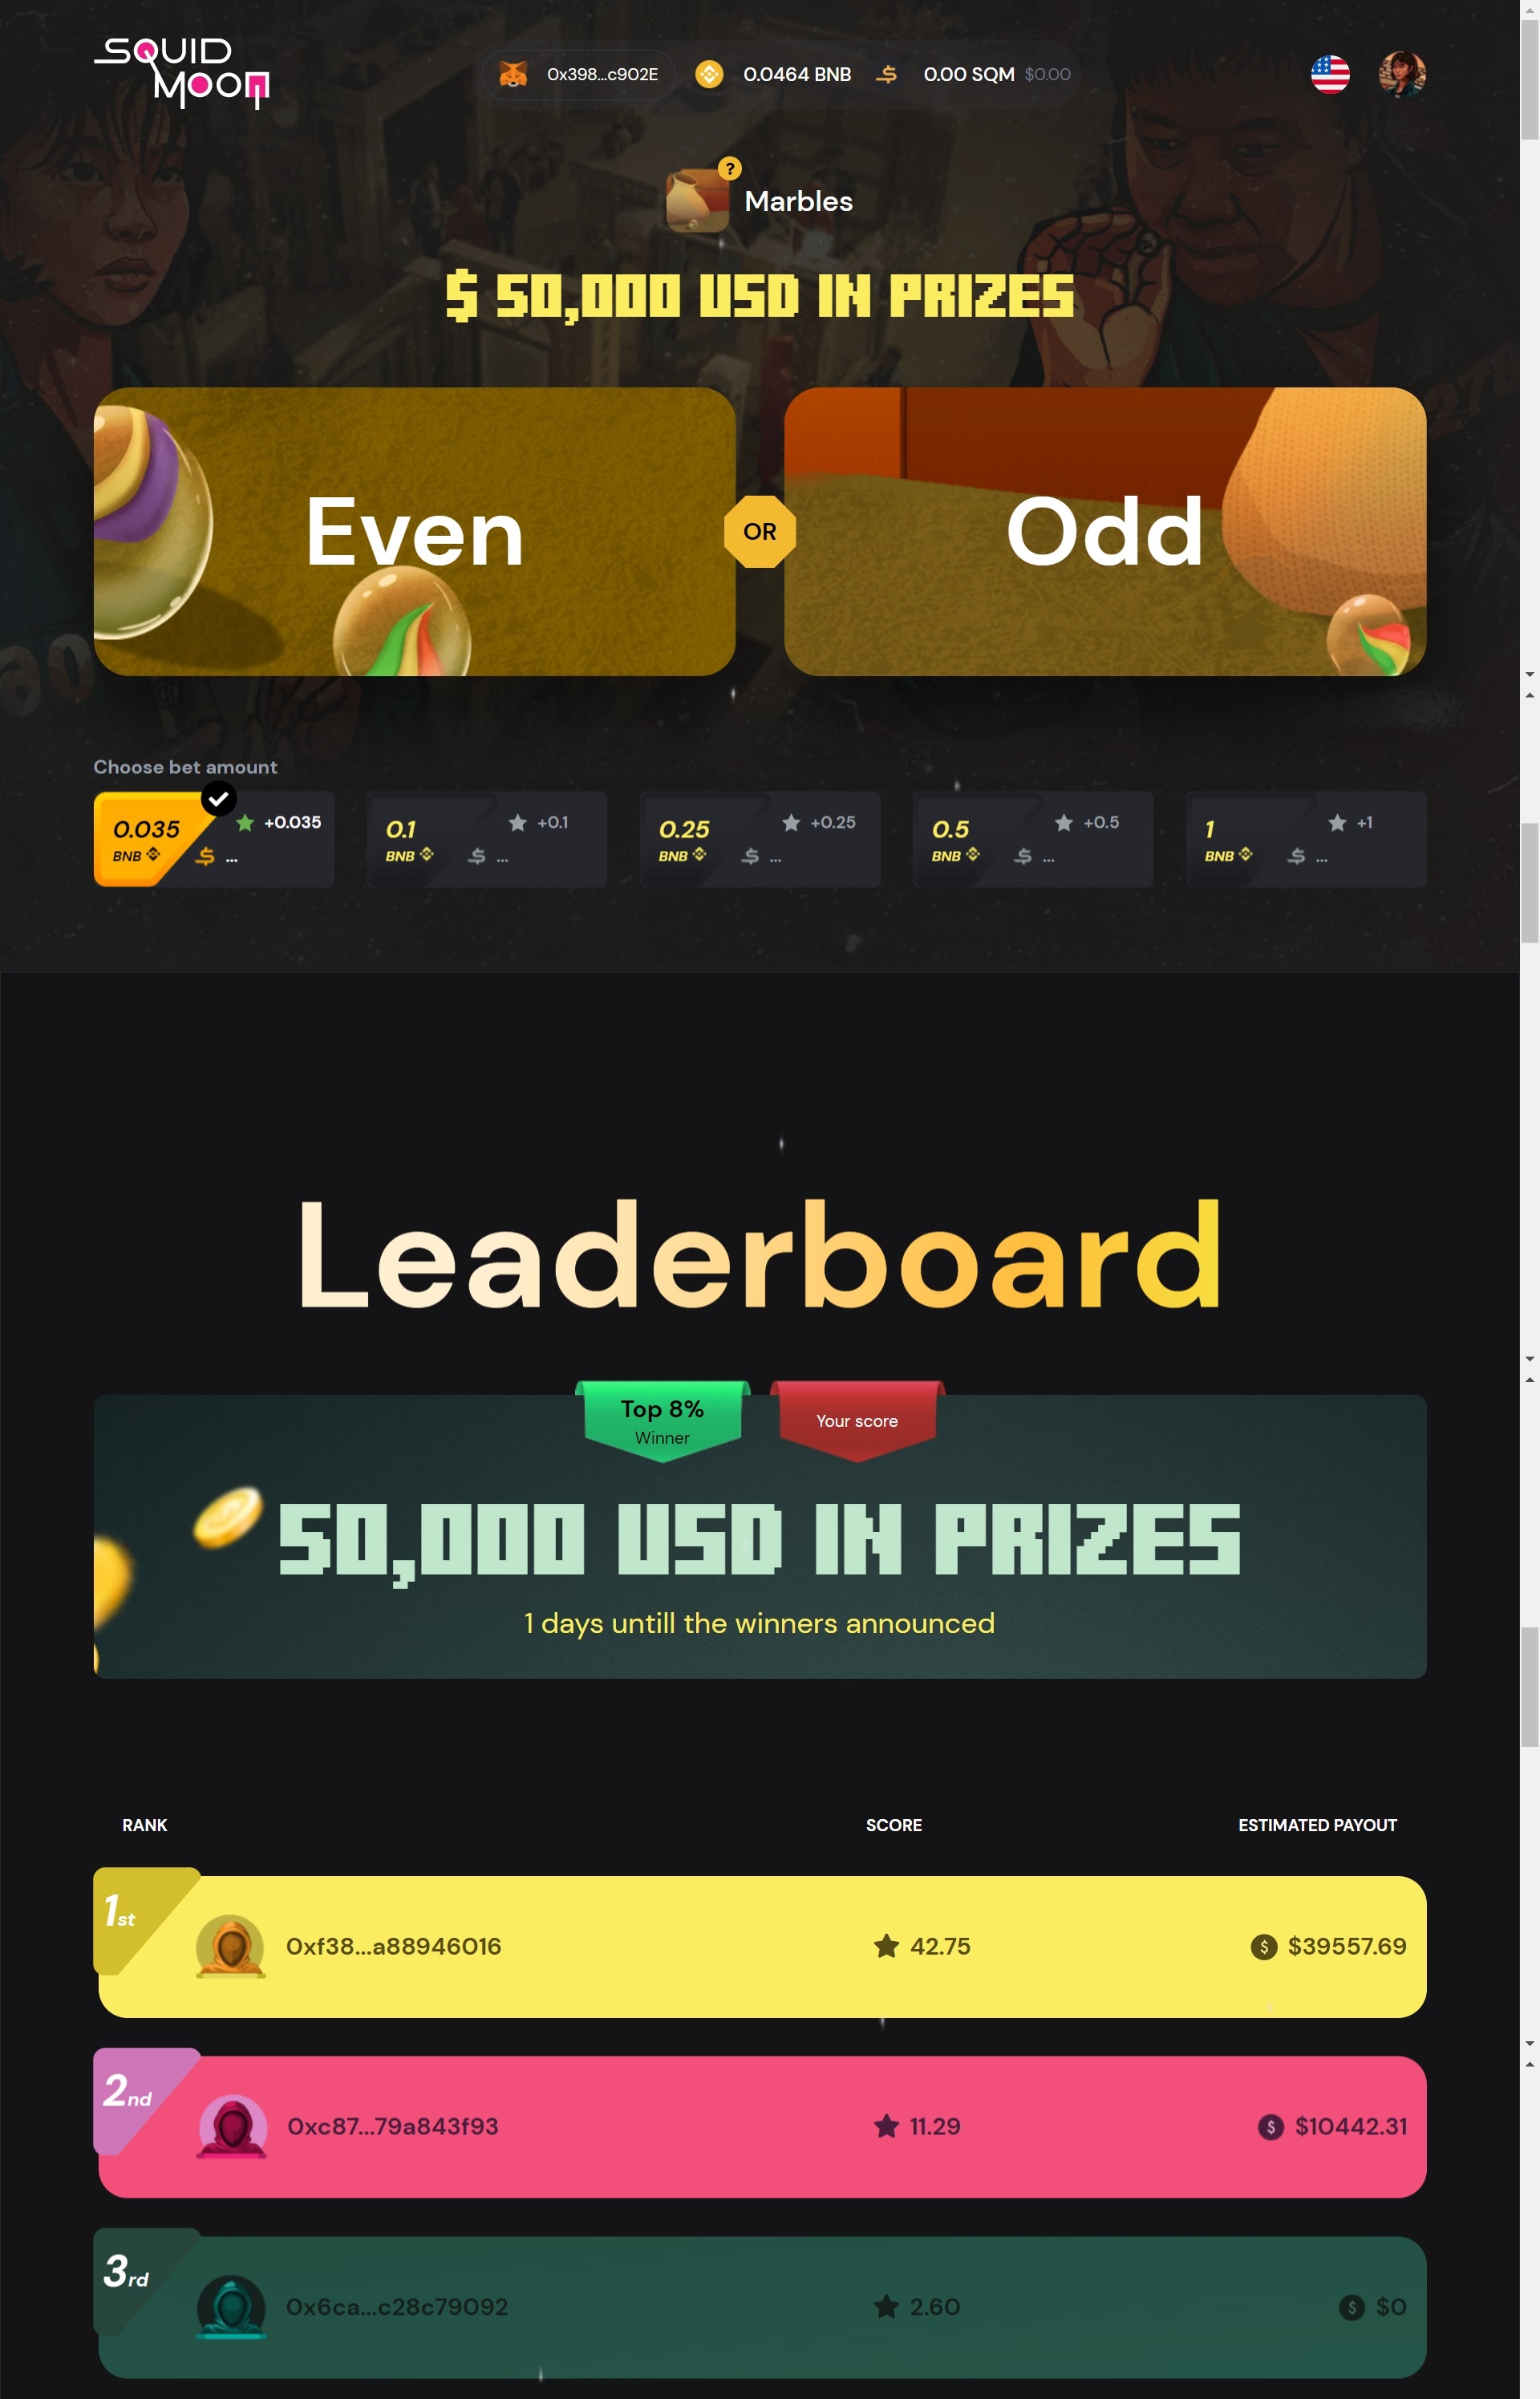 SQUID
MOON
0x398...c902E 0.0464 BNB 0.00 SQM $0.00
?
Marbles
$ 50,000 USD IN PRIZES
Even
OR
Odd
Choose bet amount
0.035 +0.035
BNB ...
0.1 +0.1
BNB ...
0.25 +0.25
BNB ...
0.5 +0.5
BNB ...
1 +1
BNB ...
Leaderboard
Top 8%
Winner
Your score
50,000 USD IN PRIZES
1 days untill the winners announced
RANK SCORE ESTIMATED PAYOUT
1st 0xf38...a88946016 42.75 $ $39557.69
2nd 0xc87...79a843f93 11.29 $ $10442.31
3rd 0x6ca...c28c79092 2.60 $ $0